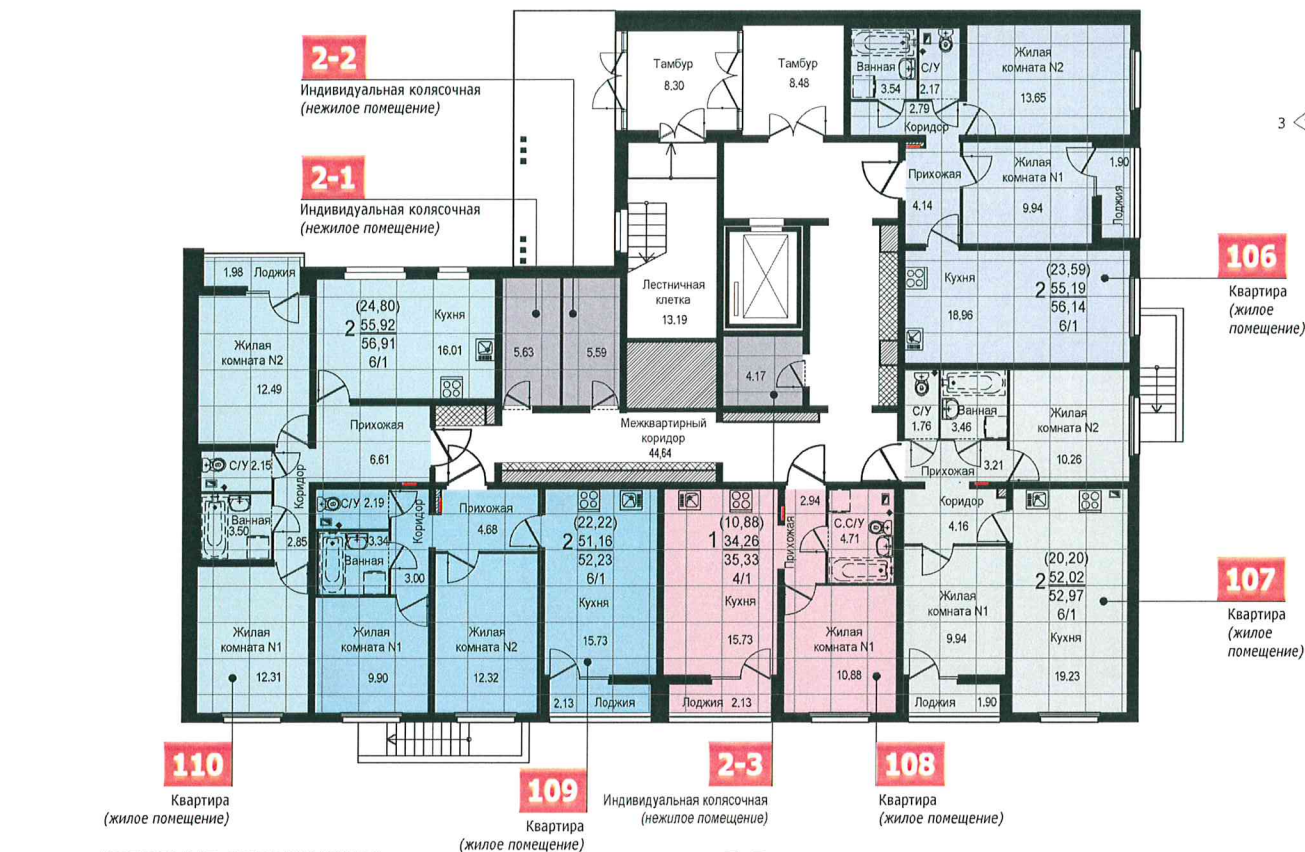 2-2
Индивидуальная колясочная
(нежилое помещение)
2-1
Индивидуальная колясочная
(нежилое помещение)
Тамбур
8.30
Тамбур
8.48
Ванная
3.54
С/У
2.17
2.79
Коридор
Жилая
комната N2
13.65
З
Прихожая
4.14
Жилая
комната N1
9.94
1.90
Лоджия
Кухня
18,96
(23,59)
2 55,19
56,14
6/1
106
Квартира
(жилое
помещение)
1.98 Лоджия
Жилая
комната N2
12.49
(24,80)
2 55,92
56,91
6/1
Кухня
16.01
5.63
5.59
Лестничная
клетка
13.19
4.17
Межквартирный
коридор
44,64
Прихожая
6.61
С/У 2.15
Коридор
Ванная
3.50
2.85
С/У 2.19
3.34
Ванная
Коридор
3.00
Прихожая
4.68
С/У
1.76
Ванная
3.46
Жилая
комната N2
10.26
Прихожая
3.21
Коридор
4.16
Жилая
комната N1
12.31
Жилая
комната N1
9.90
Жилая
комната N2
12.32
(22,22)
2 51,16
52,23
6/1
Кухня
15.73
2,13 Лоджия
(10,88)
1 34,26
35,33
4/1
Кухня
15.73
Лоджия 2.13
2.94
Прихожая
С.С/У
4.71
Жилая
комната N1
10.88
Жилая
комната N1
9.94
Лоджия 1.90
(20,20)
2 52,02
52,97
6/1
Кухня
19.23
107
Квартира
(жилое
помещение)
110
Квартира
(жилое помещение)
109
Квартира
(жилое помещение)
2-3
Индивидуальная колясочная
(нежилое помещение)
108
Квартира
(жилое помещение)